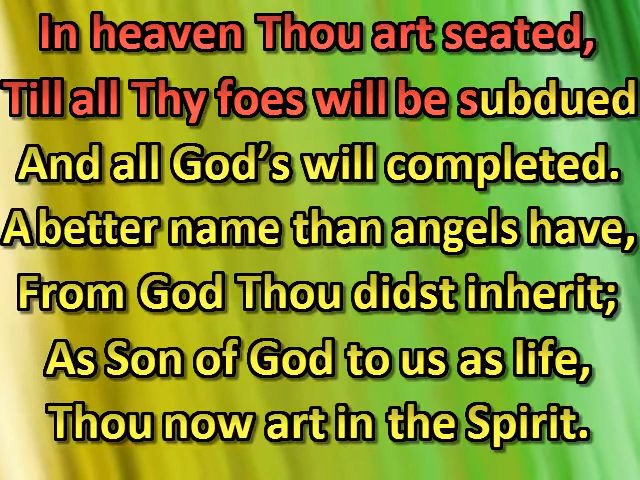 In heaven Thou art seated,
Till all Thy foes will be subdued
And all God's will completed.
A better name than angels have,
From God Thou didst inherit;
As Son of God to us as life,
Thou now art in the Spirit.